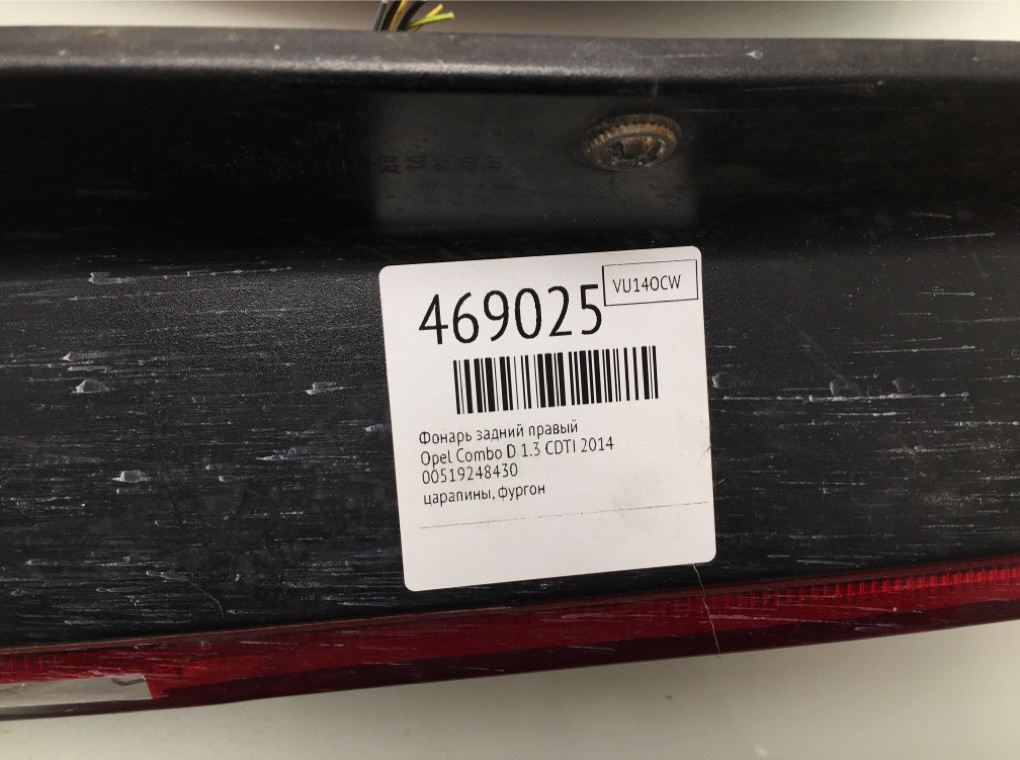 469025
VU14OCW
Фонарь задний правый
Opel Combo D 1.3 CDTI 2014
00519248430
царапины, фургон